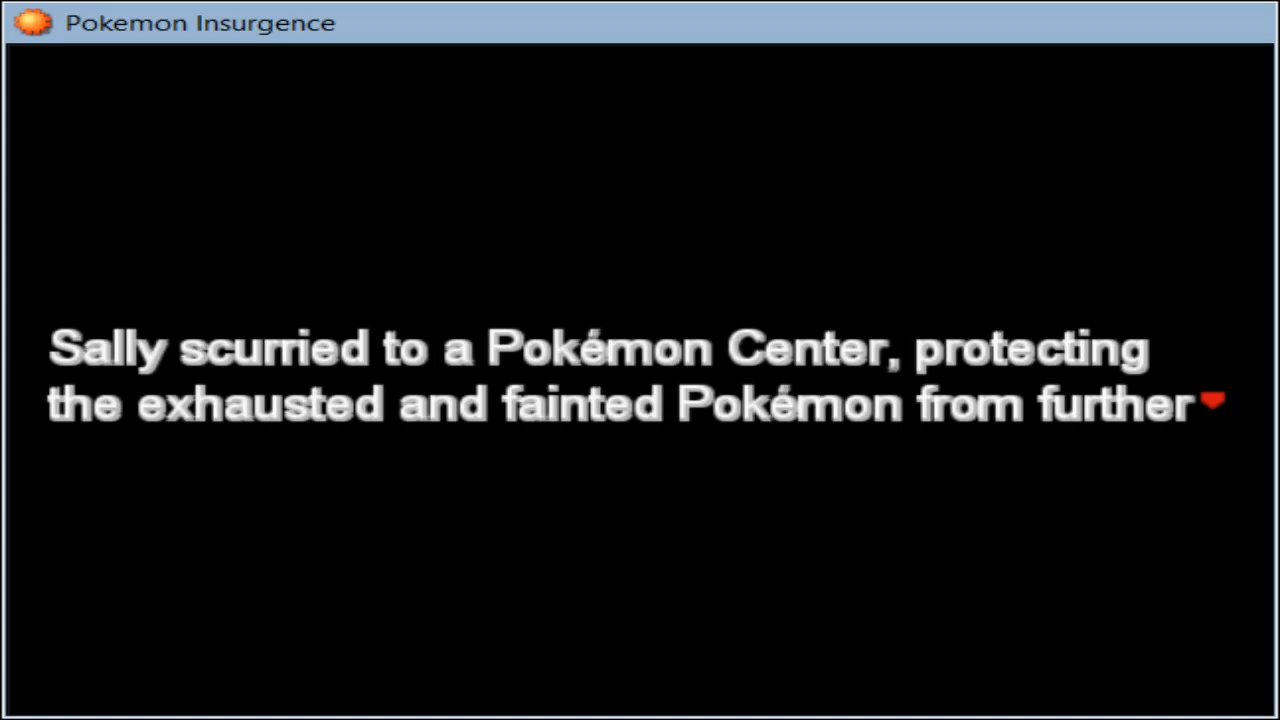 Pokemon Insurgence
Sally scurried to a Pokémon Center, protecting
the exhausted and fainted Pokémon from further